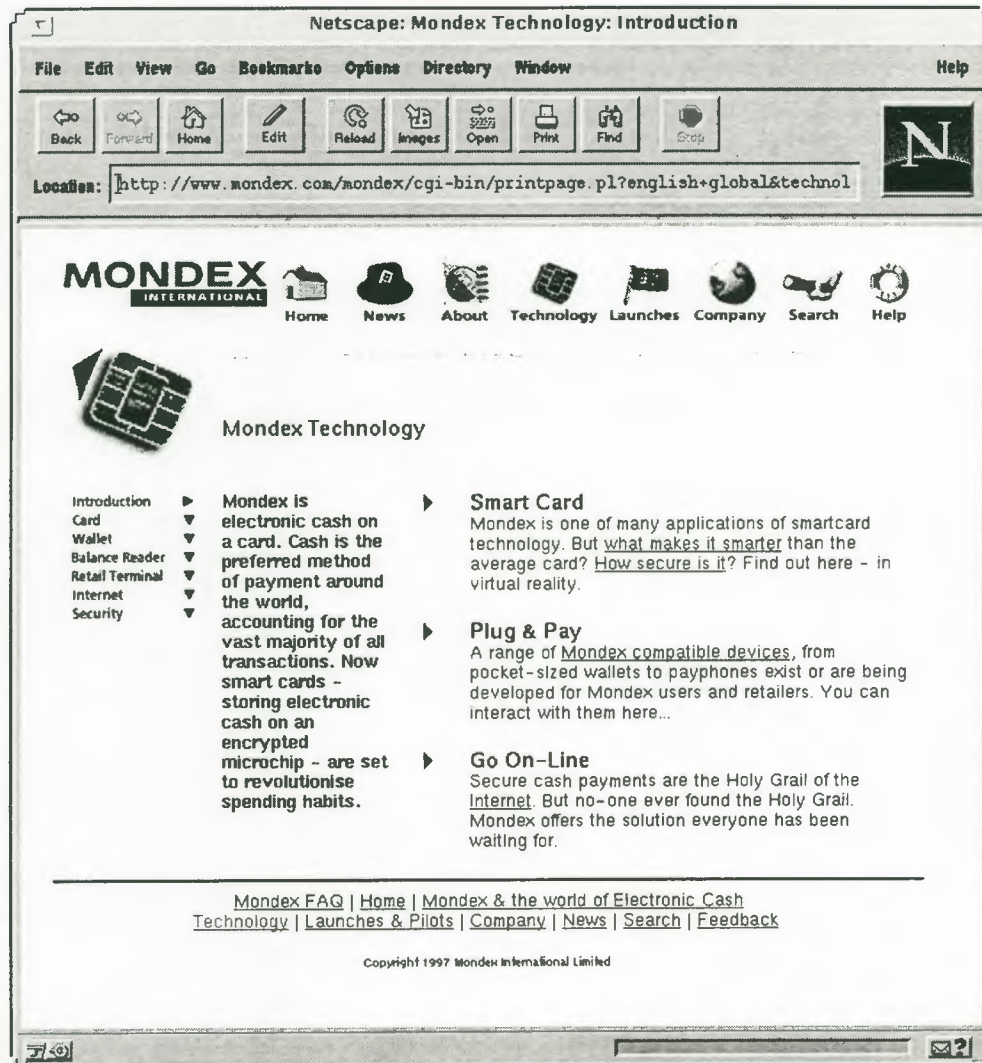 Netscape: Mondex Technology: Introduction
File Edit View Go Bookmarks Options Directory Window Help
Back Forward Home Edit Reload Images Open Print Find Stop
N
Location: http://www.mondex.com/mondex/cgi-bin/printpage.pl?english+global&technol
MONDEX
INTERNATIONAL
Home News About Technology Launches Company Search Help
Mondex Technology
Introduction
Card
Wallet
Balance Reader
Retail Terminal
Internet
Security
Mondex is
electronic cash on
a card. Cash is the
preferred method
of payment around
the world,
accounting for the
vast majority of all
transactions. Now
smart cards -
storing electronic
cash on an
encrypted
microchip - are set
to revolutionise
spending habits.
Smart Card
Mondex is one of many applications of smartcard
technology. But what makes it smarter than the
average card? How secure is it? Find out here - in
virtual reality.
Plug & Pay
A range of Mondex compatible devices, from
pocket-sized wallets to payphones exist or are being
developed for Mondex users and retailers. You can
interact with them here...
Go On-Line
Secure cash payments are the Holy Grail of the
Internet. But no-one ever found the Holy Grail.
Mondex offers the solution everyone has been
waiting for.
Mondex FAQ | Home | Mondex & the world of Electronic Cash
Technology | Launches & Pilots | Company | News | Search | Feedback
Copyright 1997 Mondex International Limited